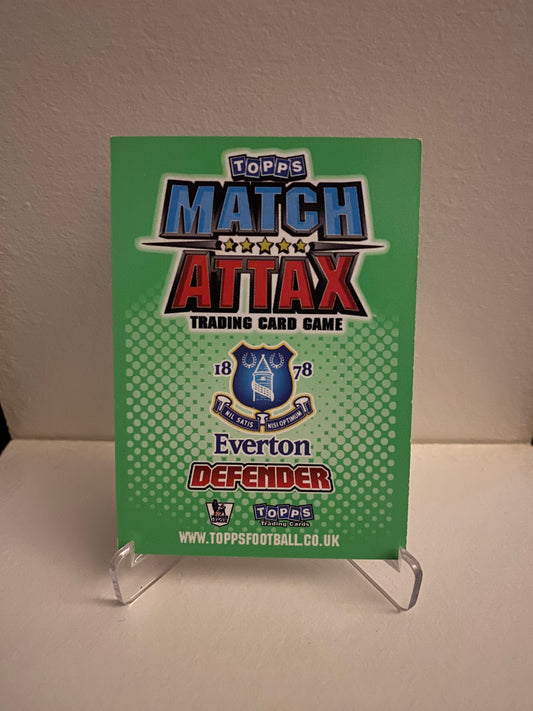 TOPPS
MATCH
ATTAX
TRADING CARD GAME
18 78
NIL SATIS NISI OPTIMUM
Everton
DEFENDER
TOPPS
Trading Cards
WWW.TOPPSFOOTBALL.CO.UK